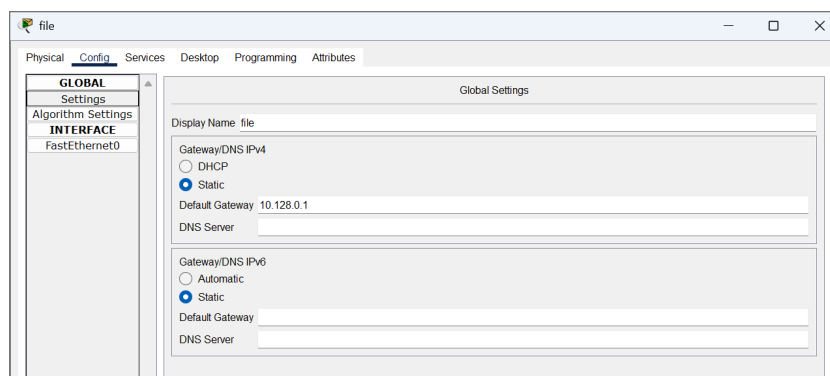 file
Physical Config Services Desktop Programming Attributes
GLOBAL
Settings
Algorithm Settings
INTERFACE
FastEthernet0
Global Settings
Display Name file
Gateway/DNS IPv4
DHCP
Static
Default Gateway 10.128.0.1
DNS Server
Gateway/DNS IPv6
Automatic
Static
Default Gateway
DNS Server